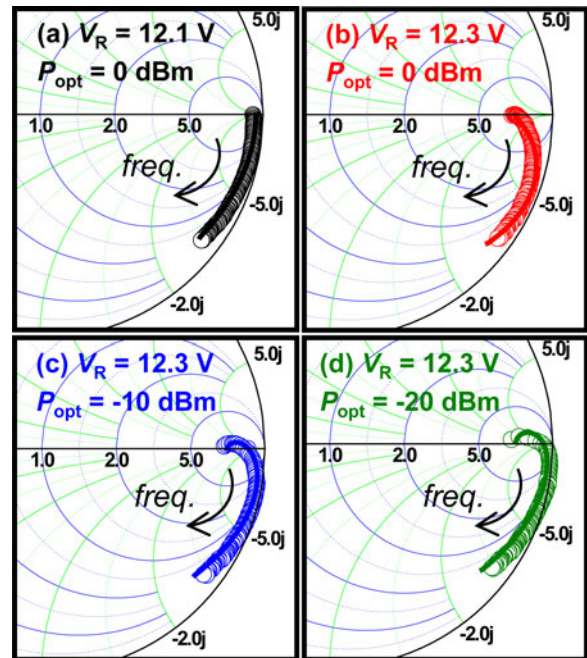 5.0j
(a) VR = 12.1 V
Popt = 0 dBm
1.0 2.0 5.0
freq.
-5.0j
-2.0j
5.0j
(b) VR = 12.3 V
Popt = 0 dBm
1.0 2.0 5.0
freq.
-5.0j
-2.0j
5.0j
(c) VR = 12.3 V
Popt = -10 dBm
1.0 2.0 5.0
freq.
-5.0j
-2.0j
5.0j
(d) VR = 12.3 V
Popt = -20 dBm
1.0 2.0 5.0
freq.
-5.0j
-2.0j